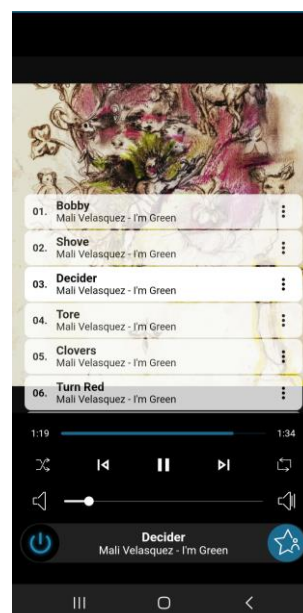 01. Bobby
Mali Velasquez - I'm Green
02. Shove
Mali Velasquez - I'm Green
03. Decider
Mali Velasquez - I'm Green
04. Tore
Mali Velasquez - I'm Green
05. Clovers
Mali Velasquez - I'm Green
06. Turn Red
Mali Velasquez - I'm Green
1:19 1:34
Decider
Mali Velasquez - I'm Green